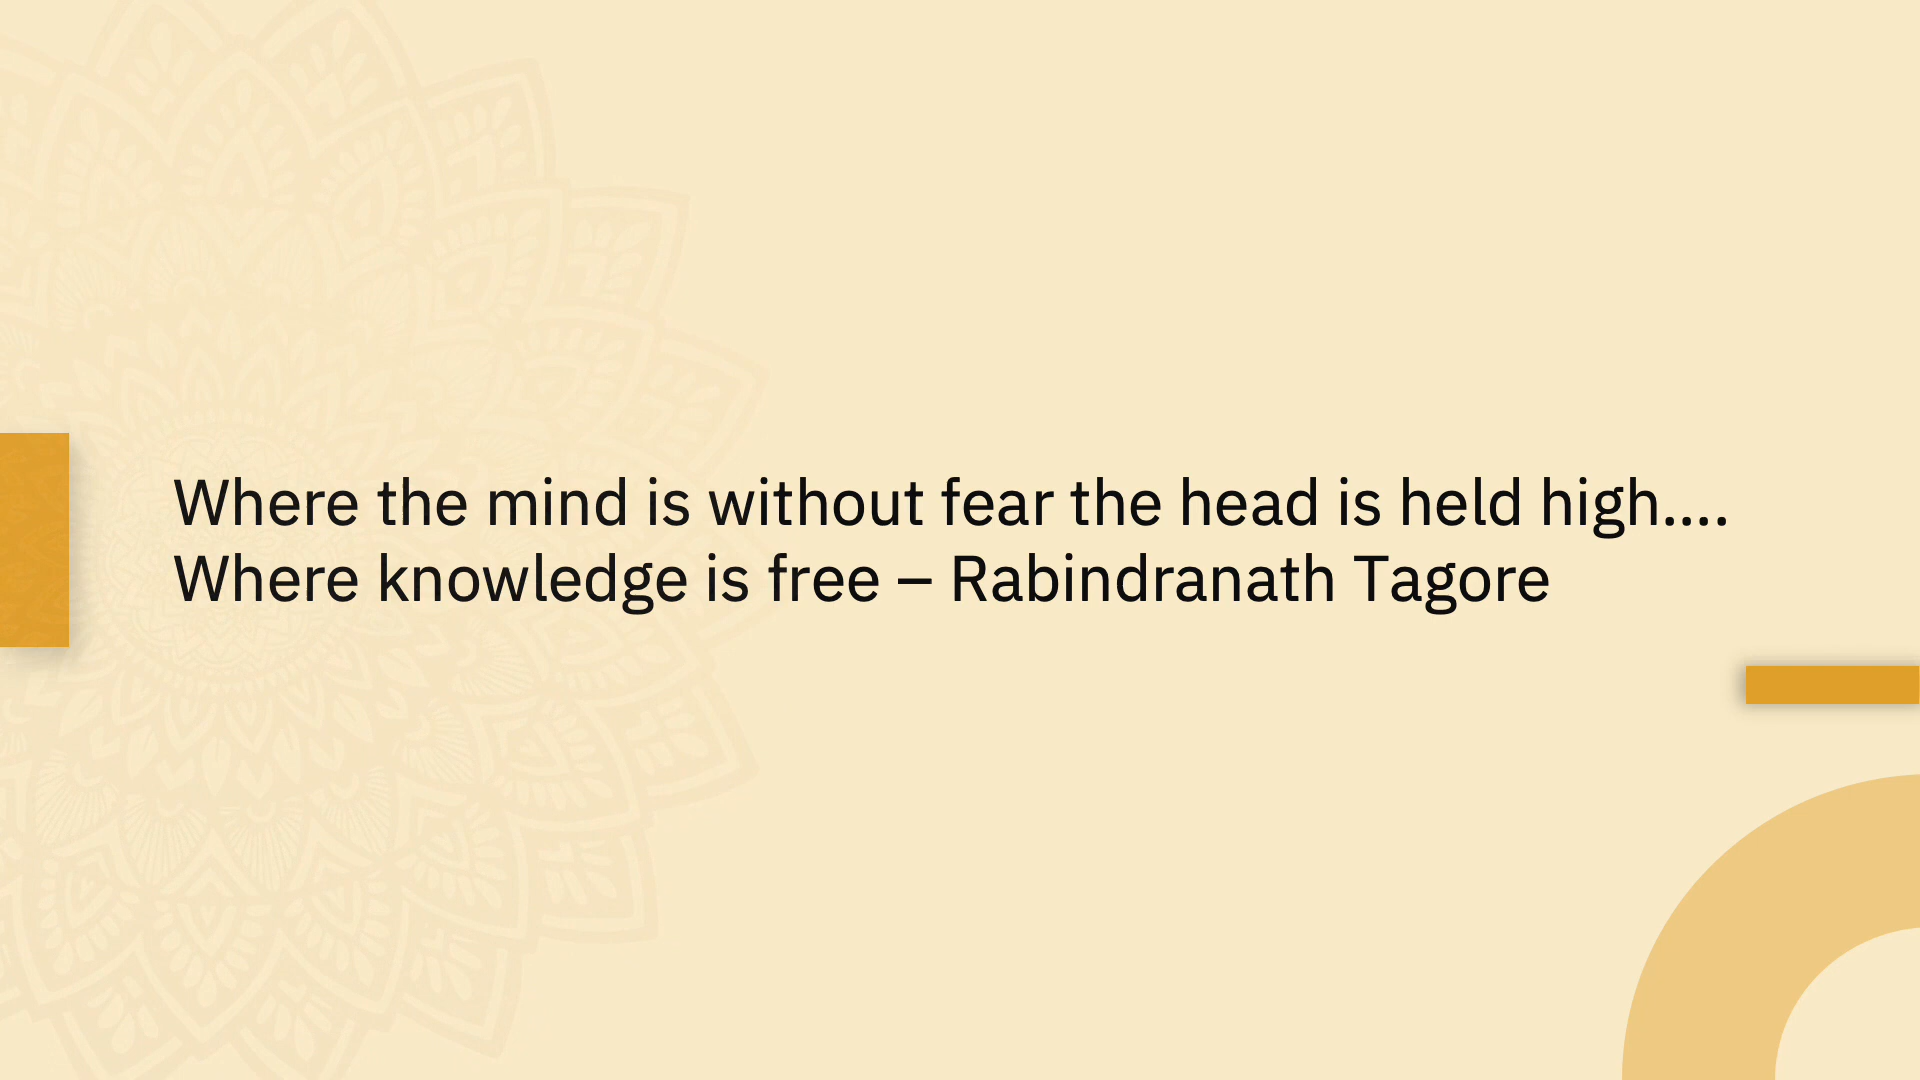 Where the mind is without fear the head is held high....
Where knowledge is free – Rabindranath Tagore